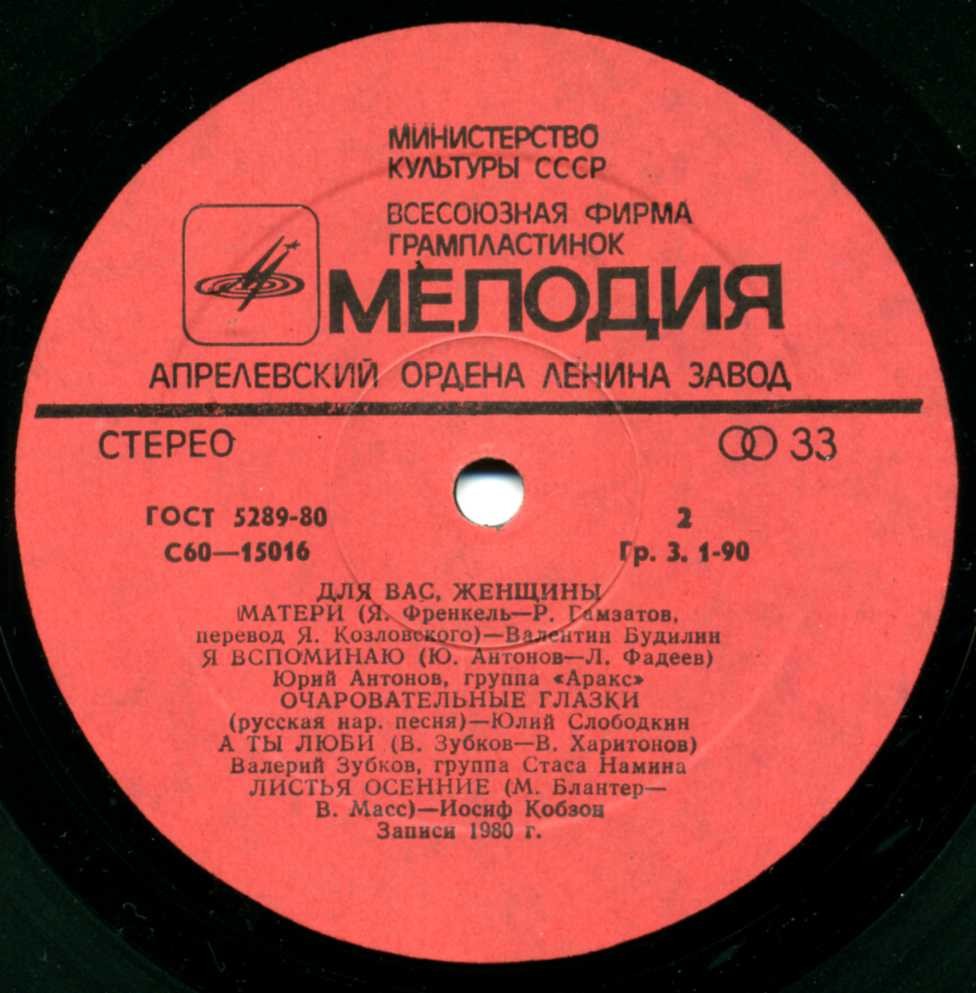 МИНИСТЕРСТВО
КУЛЬТУРЫ СССР
ВСЕСОЮЗНАЯ ФИРМА
ГРАМПЛАСТИНОК
МЕЛОДИЯ
АПРЕЛЕВСКИЙ ОРДЕНА ЛЕНИНА ЗАВОД
СТЕРЕО 33
ГОСТ 5289-80 2
С60—15016 Гр. 3. 1-90
ДЛЯ ВАС, ЖЕНЩИНЫ
МАТЕРИ (Я. Френкель—Р. Гамзатов,
перевод Я. Козловского)—Валентин Будилин
Я ВСПОМИНАЮ (Ю. Антонов—Л. Фадеев)
Юрий Антонов, группа «Аракс»
ОЧАРОВАТЕЛЬНЫЕ ГЛАЗКИ
(русская нар. песня)—Юлий Слободкин
А ТЫ ЛЮБИ (В. Зубков—В. Харитонов)
Валерий Зубков, группа Стаса Намина
ЛИСТЬЯ ОСЕННИЕ (М. Блантер—
В. Масс)—Иосиф Кобзон
Записи 1980 г.